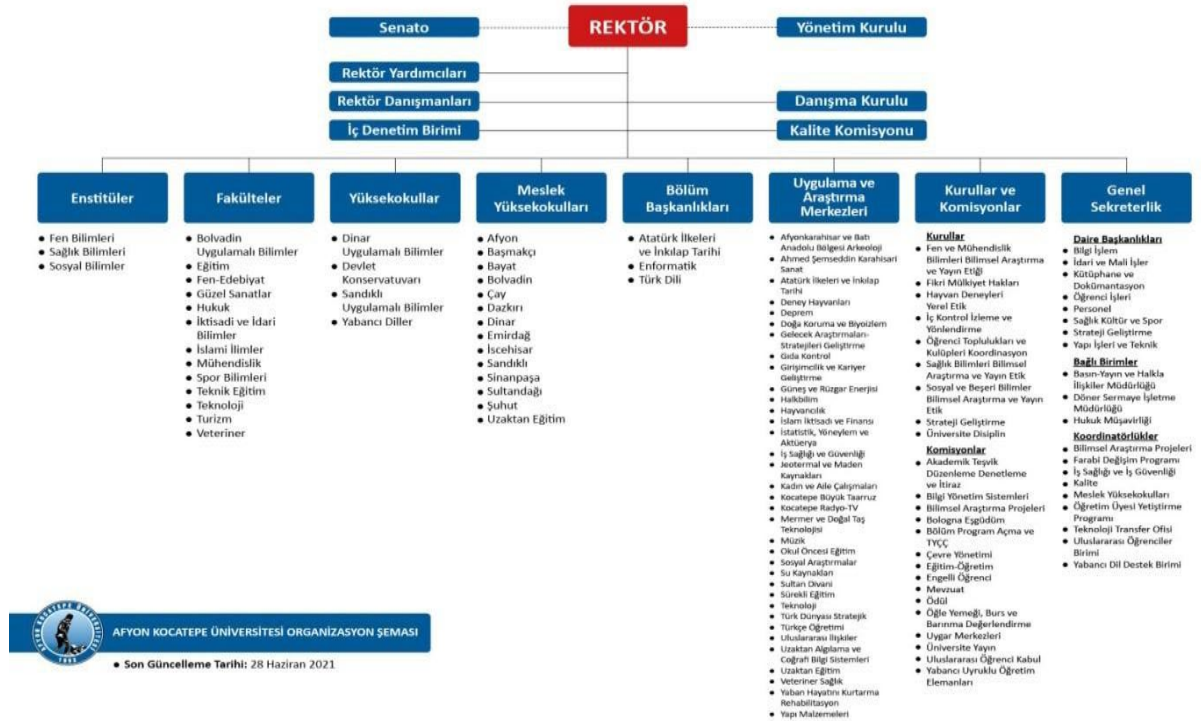 Senato
REKTÖR
Yönetim Kurulu
Rektör Yardımcıları
Rektör Danışmanları
Danışma Kurulu
İç Denetim Birimi
Kalite Komisyonu
Enstitüler
• Fen Bilimleri
• Sağlık Bilimleri
• Sosyal Bilimler
Fakülteler
• Bolvadin
Uygulamalı Bilimler
• Eğitim
• Fen-Edebiyat
• Güzel Sanatlar
• Hukuk
• İktisadi ve İdari
Bilimler
• İslami İlimler
• Mühendislik
• Spor Bilimleri
• Teknik Eğitim
• Teknoloji
• Turizm
• Veteriner
Yüksekokullar
• Dinar
Uygulamalı Bilimler
• Devlet
Konservatuvarı
• Sandıklı
Uygulamalı Bilimler
• Yabancı Diller
Meslek
Yüksekokulları
• Afyon
• Başmakçı
• Bayat
• Bolvadin
• Çay
• Dazkırı
• Dinar
• Emirdağ
• İscehisar
• Sandıklı
• Sinanpaşa
• Sultandağı
• Şuhut
• Uzaktan Eğitim
Bölüm
Başkanlıkları
• Atatürk İlkeleri
ve İnkılap Tarihi
• Enformatik
• Türk Dili
Uygulama ve
Araştırma
Merkezleri
• Afyonkarahisar ve Batı
Anadolu Bölgesi Arkeoloji
• Ahmed Şemseddin Karahisari
Sanat
• Atatürk İlkeleri ve İnkılap
Tarihi
• Deney Hayvanları
• Deprem
• Doğa Koruma ve Biyoizlem
• Gelecek Araştırmaları-
Stratejileri Geliştirme
• Gıda Kontrol
• Girişimcilik ve Kariyer
Geliştirme
• Güneş ve Rüzgar Enerjisi
• Halkbilim
• Hayvancılık
• İslam İktisadı ve Finansı
• İstatistik, Yöneylem ve
Aktüerya
• İş Sağlığı ve Güvenliği
• Jeotermal ve Maden
Kaynakları
• Kadın ve Aile Çalışmaları
• Kocatepe Büyük Taarruz
• Kocatepe Radyo-TV
• Mermer ve Doğal Taş
Teknolojisi
• Müzik
• Okul Öncesi Eğitim
• Sosyal Araştırmalar
• Su Kaynakları
• Sultan Divani
• Sürekli Eğitim
• Teknoloji
• Türk Dünyası Stratejik
• Türkçe Öğretimi
• Uluslararası İlişkiler
• Uzaktan Algılama ve
Coğrafi Bilgi Sistemleri
• Uzaktan Eğitim
• Veteriner Sağlık
• Yaban Hayatını Kurtarma
Rehabilitasyon
• Yapı Malzemeleri
Kurullar ve
Komisyonlar
Kurullar
• Fen ve Mühendislik
Bilimleri Bilimsel Araştırma
ve Yayın Etiği
• Fikri Mülkiyet Hakları
• Hayvan Deneyleri
Yerel Etik
• İç Kontrol İzleme ve
Yönlendirme
• Öğrenci Toplulukları ve
Kulüpleri Koordinasyon
• Sağlık Bilimleri Bilimsel
Araştırma ve Yayın Etik
• Sosyal ve Beşeri Bilimler
Bilimsel Araştırma ve Yayın
Etik
• Strateji Geliştirme
• Üniversite Disiplin
Komisyonlar
• Akademik Teşvik
Düzenleme Denetleme
ve İtiraz
• Bilgi Yönetim Sistemleri
• Bilimsel Araştırma Projeleri
• Bologna Eşgüdüm
• Bölüm Program Açma ve
TYÇÇ
• Çevre Yönetimi
• Eğitim-Öğretim
• Engelli Öğrenci
• Mevzuat
• Ödül
• Öğle Yemeği, Burs ve
Barınma Değerlendirme
• Uygar Merkezleri
• Üniversite Yayın
• Uluslararası Öğrenci Kabul
• Yabancı Uyruklu Öğretim
Elemanları
Genel
Sekreterlik
Daire Başkanlıkları
• Bilgi İşlem
• İdari ve Mali İşler
• Kütüphane ve
Dokümantasyon
• Öğrenci İşleri
• Personel
• Sağlık Kültür ve Spor
• Strateji Geliştirme
• Yapı İşleri ve Teknik
Bağlı Birimler
• Basın-Yayın ve Halkla
İlişkiler Müdürlüğü
• Döner Sermaye İşletme
Müdürlüğü
• Hukuk Müşavirliği
Koordinatörlükler
• Bilimsel Araştırma Projeleri
• Farabi Değişim Programı
• İş Sağlığı ve İş Güvenliği
• Kalite
• Meslek Yüksekokulları
• Öğretim Üyesi Yetiştirme
Programı
• Teknoloji Transfer Ofisi
• Uluslararası Öğrenciler
Birimi
• Yabancı Dil Destek Birimi
AFYON KOCATEPE ÜNİVERSİTESİ
1992
AFYON KOCATEPE ÜNİVERSİTESİ ORGANİZASYON ŞEMASI
• Son Güncelleme Tarihi: 28 Haziran 2021